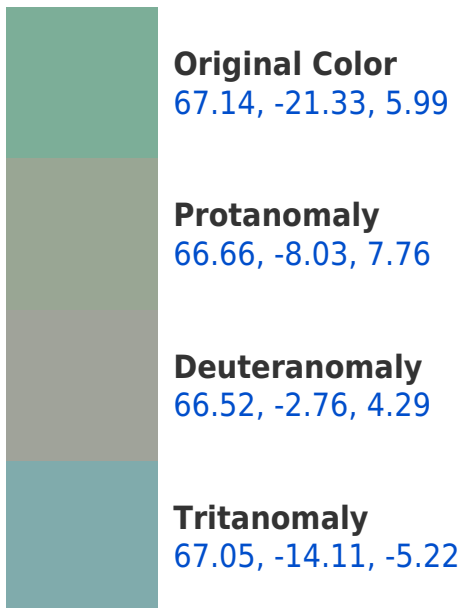 Original Color
67.14, -21.33, 5.99
Protanomaly
66.66, -8.03, 7.76
Deuteranomaly
66.52, -2.76, 4.29
Tritanomaly
67.05, -14.11, -5.22